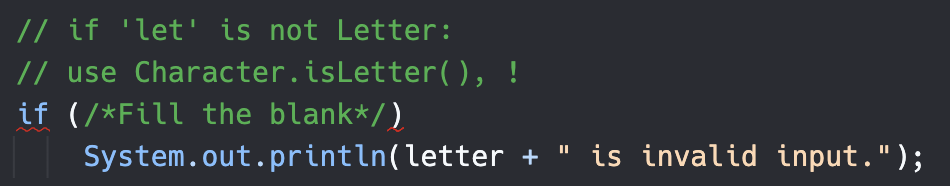 // if 'let' is not Letter:
// use Character.isLetter(), !
if (/*Fill the blank*/)
System.out.println(letter + " is invalid input.");